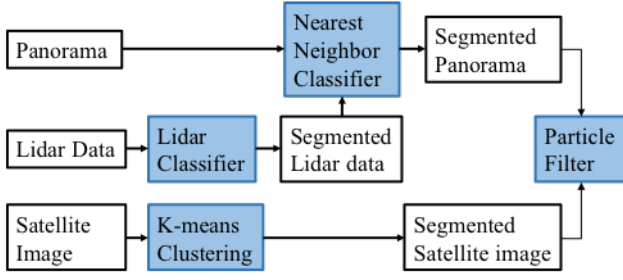 Panorama
Nearest
Neighbor
Classifier
Segmented
Panorama
Lidar Data
Lidar
Classifier
Segmented
Lidar data
Particle
Filter
Satellite
Image
K-means
Clustering
Segmented
Satellite image